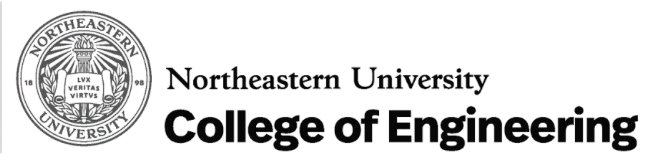 NORTHEASTERN
UNIVERSITY
18
98
LVX
VERITAS
VIRTVS
Northeastern University
College of Engineering